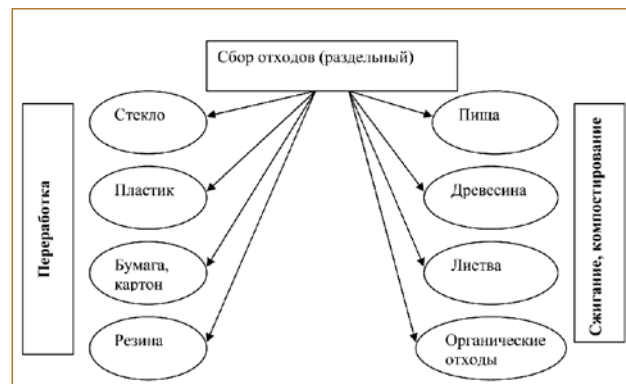 Сбор отходов (раздельный)
Переработка
Стекло
Пластик
Бумага,
картон
Резина
Пища
Древесина
Листва
Органические
отходы
Сжигание, компостирование